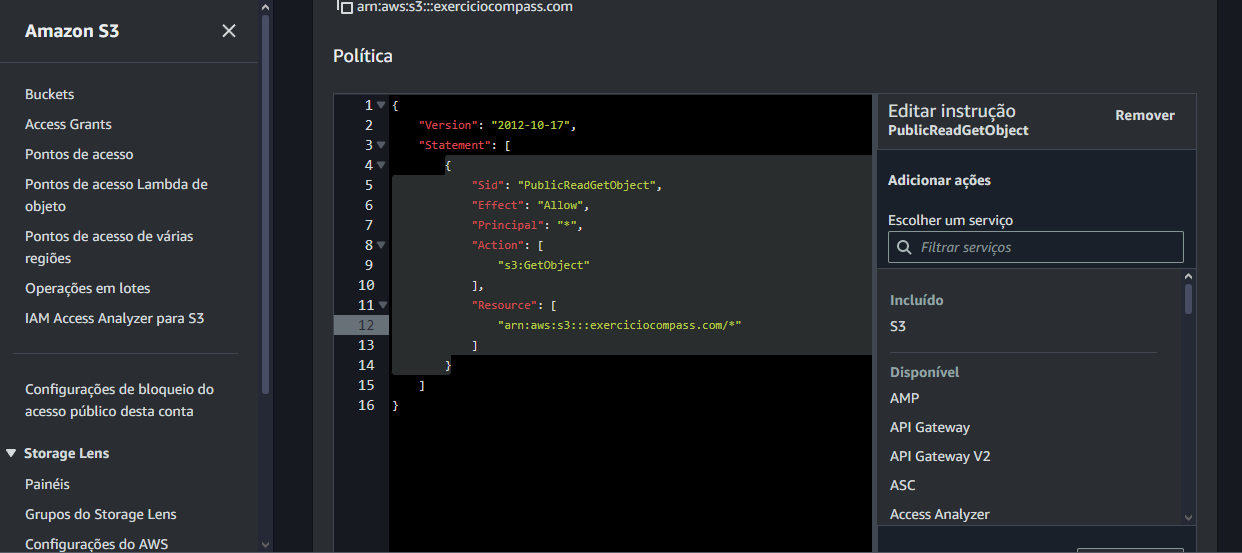 Amazon S3
Buckets
Access Grants
Pontos de acesso
Pontos de acesso Lambda de
objeto
Pontos de acesso de várias
regiões
Operações em lotes
IAM Access Analyzer para S3
Configurações de bloqueio do
acesso público desta conta
Storage Lens
Painéis
Grupos do Storage Lens
Configurações do AWS
arn:aws:s3:::exerciciocompass.com
Política
1 {
2 "Version": "2012-10-17",
3 "Statement": [
4 {
5 "Sid": "PublicReadGetObject",
6 "Effect": "Allow",
7 "Principal": "*",
8 "Action": [
9 "s3:GetObject"
10 ],
11 "Resource": [
12 "arn:aws:s3:::exerciciocompass.com/*"
13 ]
14 }
15 ]
16 }
Editar instrução
PublicReadGetObject
Remover
Adicionar ações
Escolher um serviço
Filtrar serviços
Incluído
S3
Disponível
AMP
API Gateway
API Gateway V2
ASC
Access Analyzer